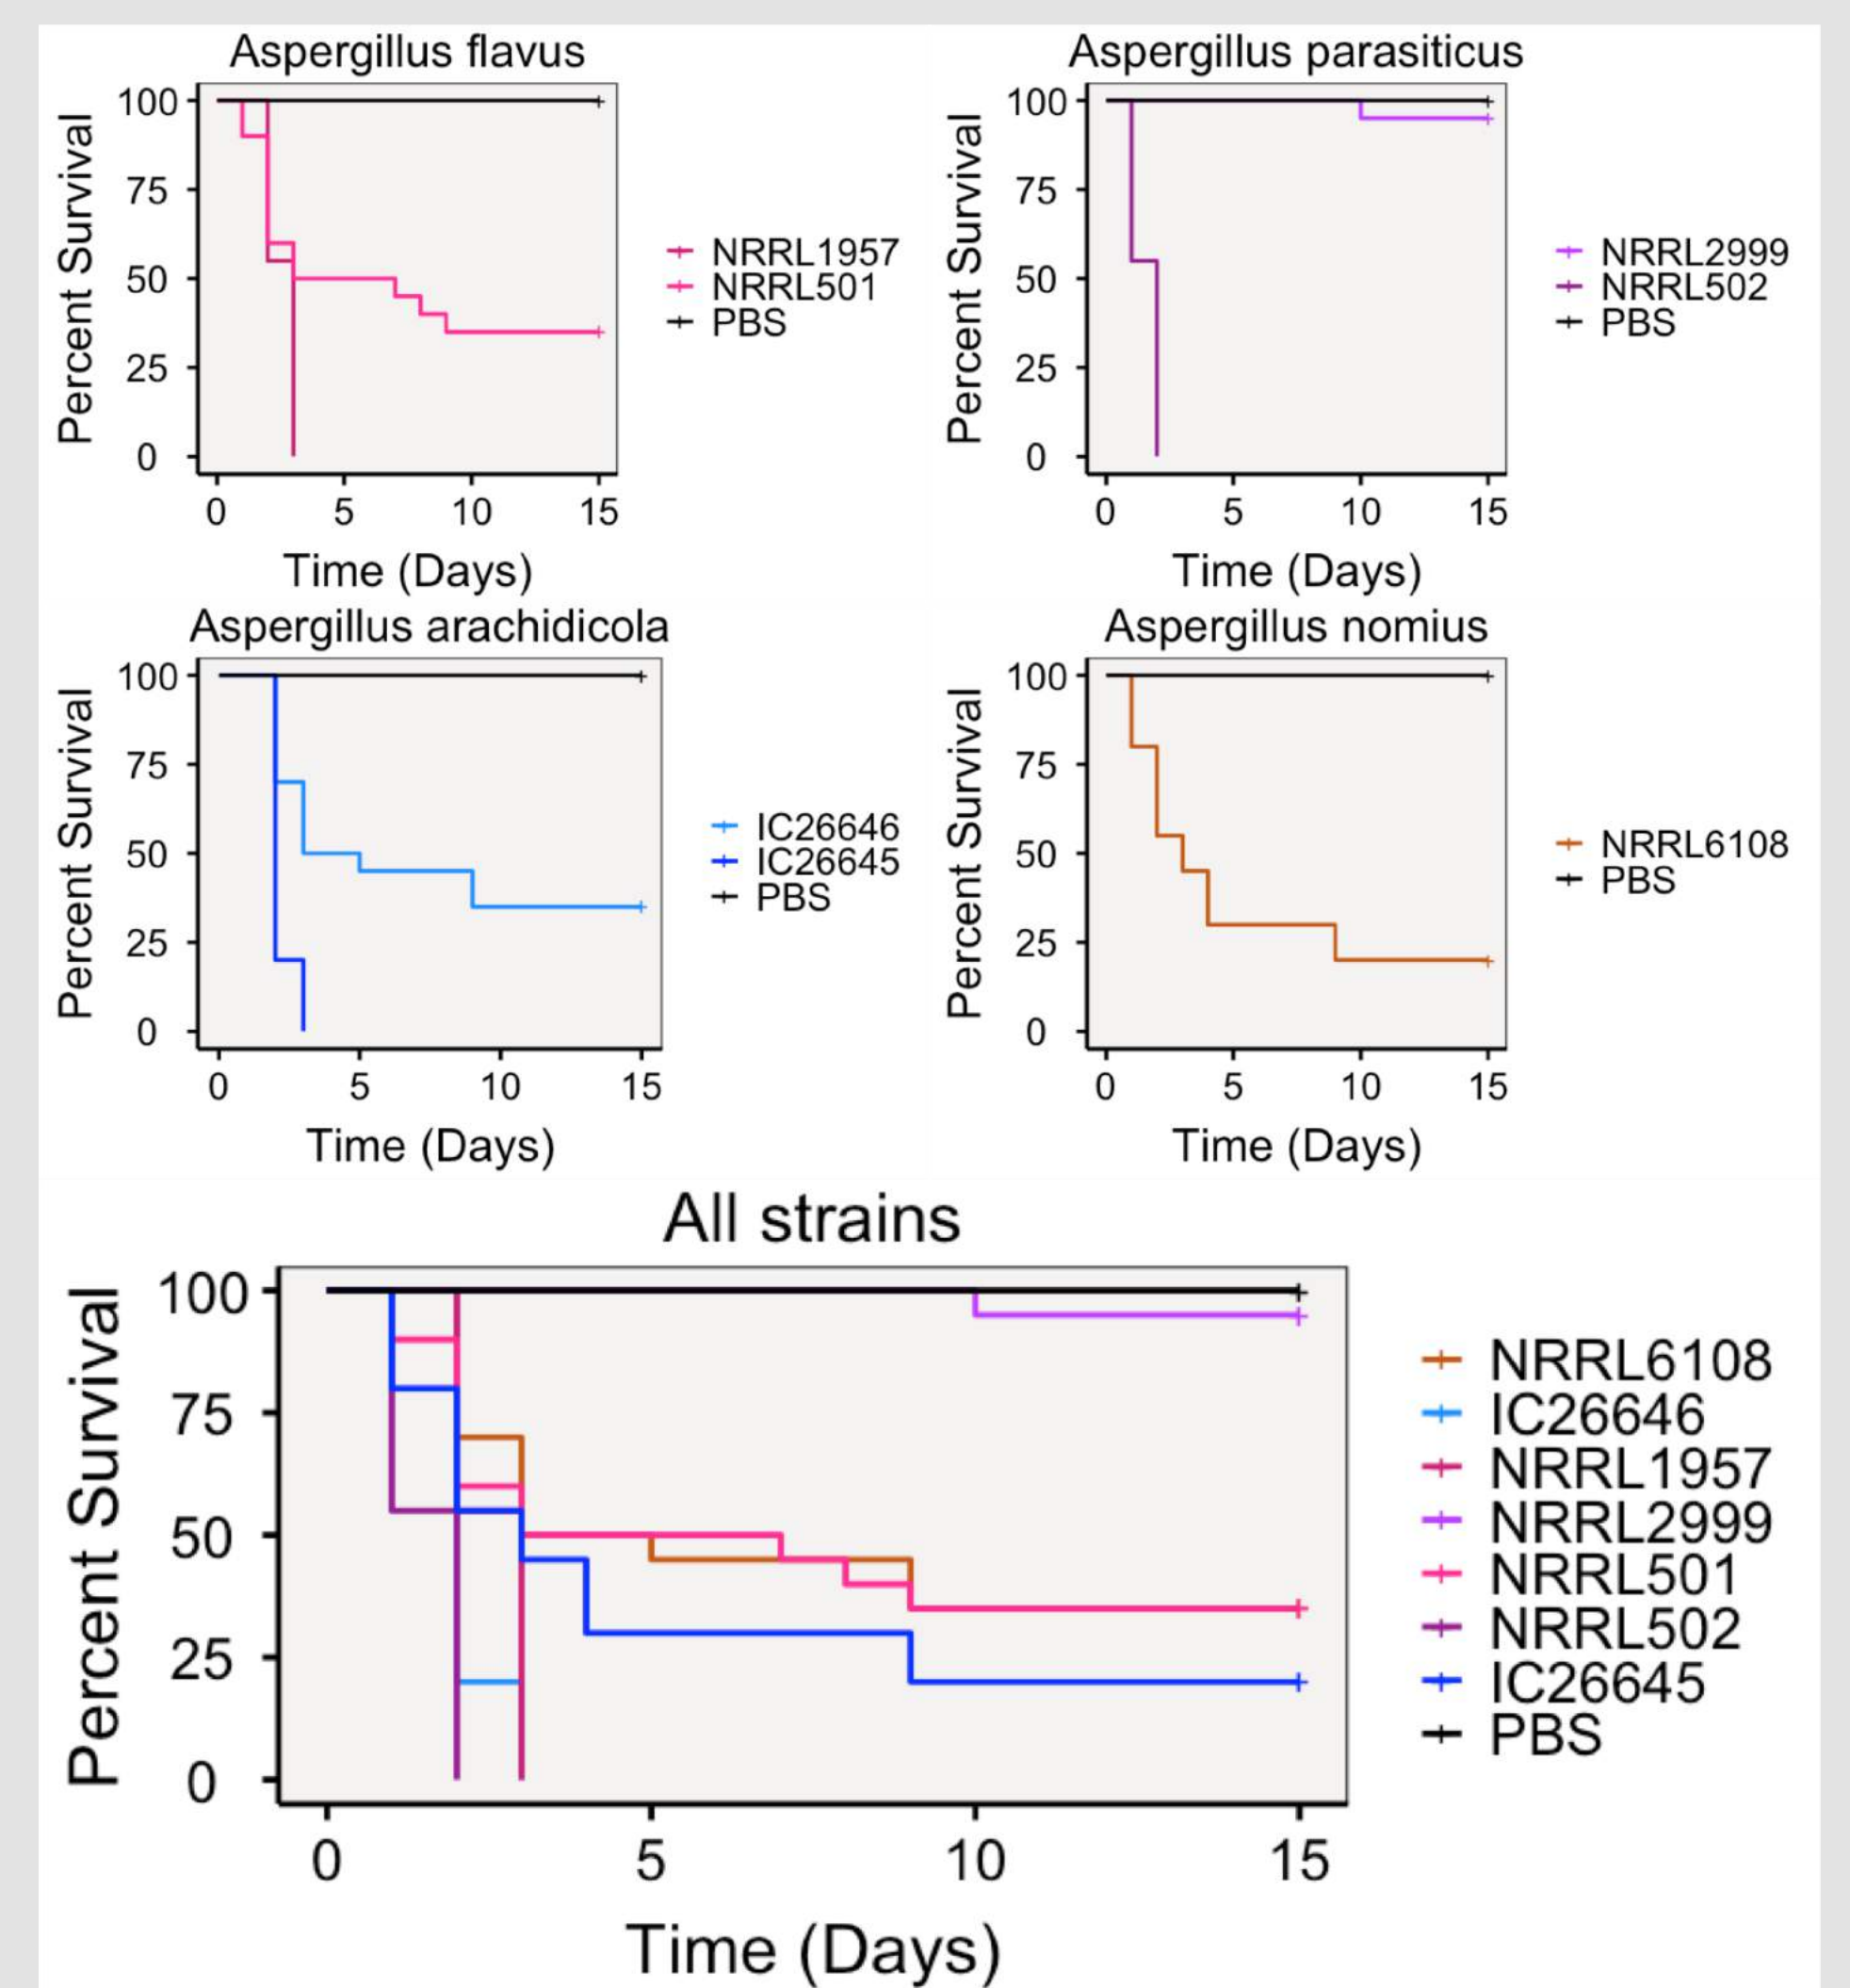 Aspergillus flavus
Percent Survival
100
75
50
25
0
0 5 10 15
Time (Days)
NRRL1957
NRRL501
PBS
Aspergillus parasiticus
Percent Survival
100
75
50
25
0
0 5 10 15
Time (Days)
NRRL2999
NRRL502
PBS
Aspergillus arachidicola
Percent Survival
100
75
50
25
0
0 5 10 15
Time (Days)
IC26646
IC26645
PBS
Aspergillus nomius
Percent Survival
100
75
50
25
0
0 5 10 15
Time (Days)
NRRL6108
PBS
All strains
Percent Survival
100
75
50
25
0
0 5 10 15
Time (Days)
NRRL6108
IC26646
NRRL1957
NRRL2999
NRRL501
NRRL502
IC26645
PBS